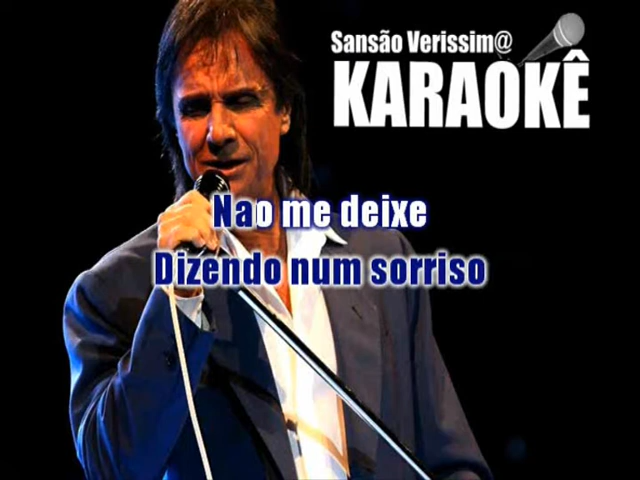 Sansão Verissim@
KARAOKÊ
Nao me deixe
Dizendo num sorriso